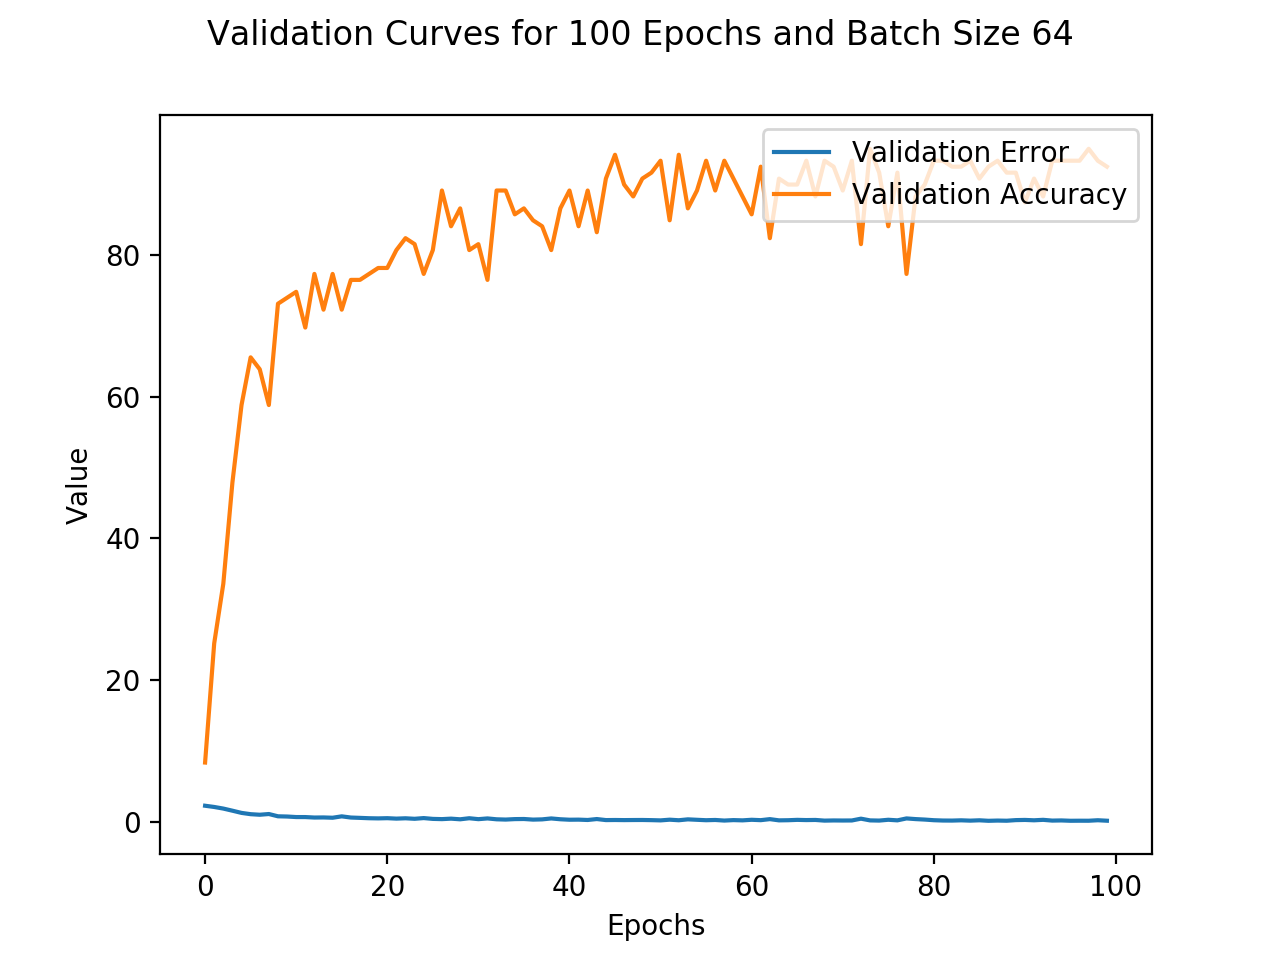 Validation Curves for 100 Epochs and Batch Size 64
Validation Error
Validation Accuracy
80
60
40
20
0
Value
0 20 40 60 80 100
Epochs